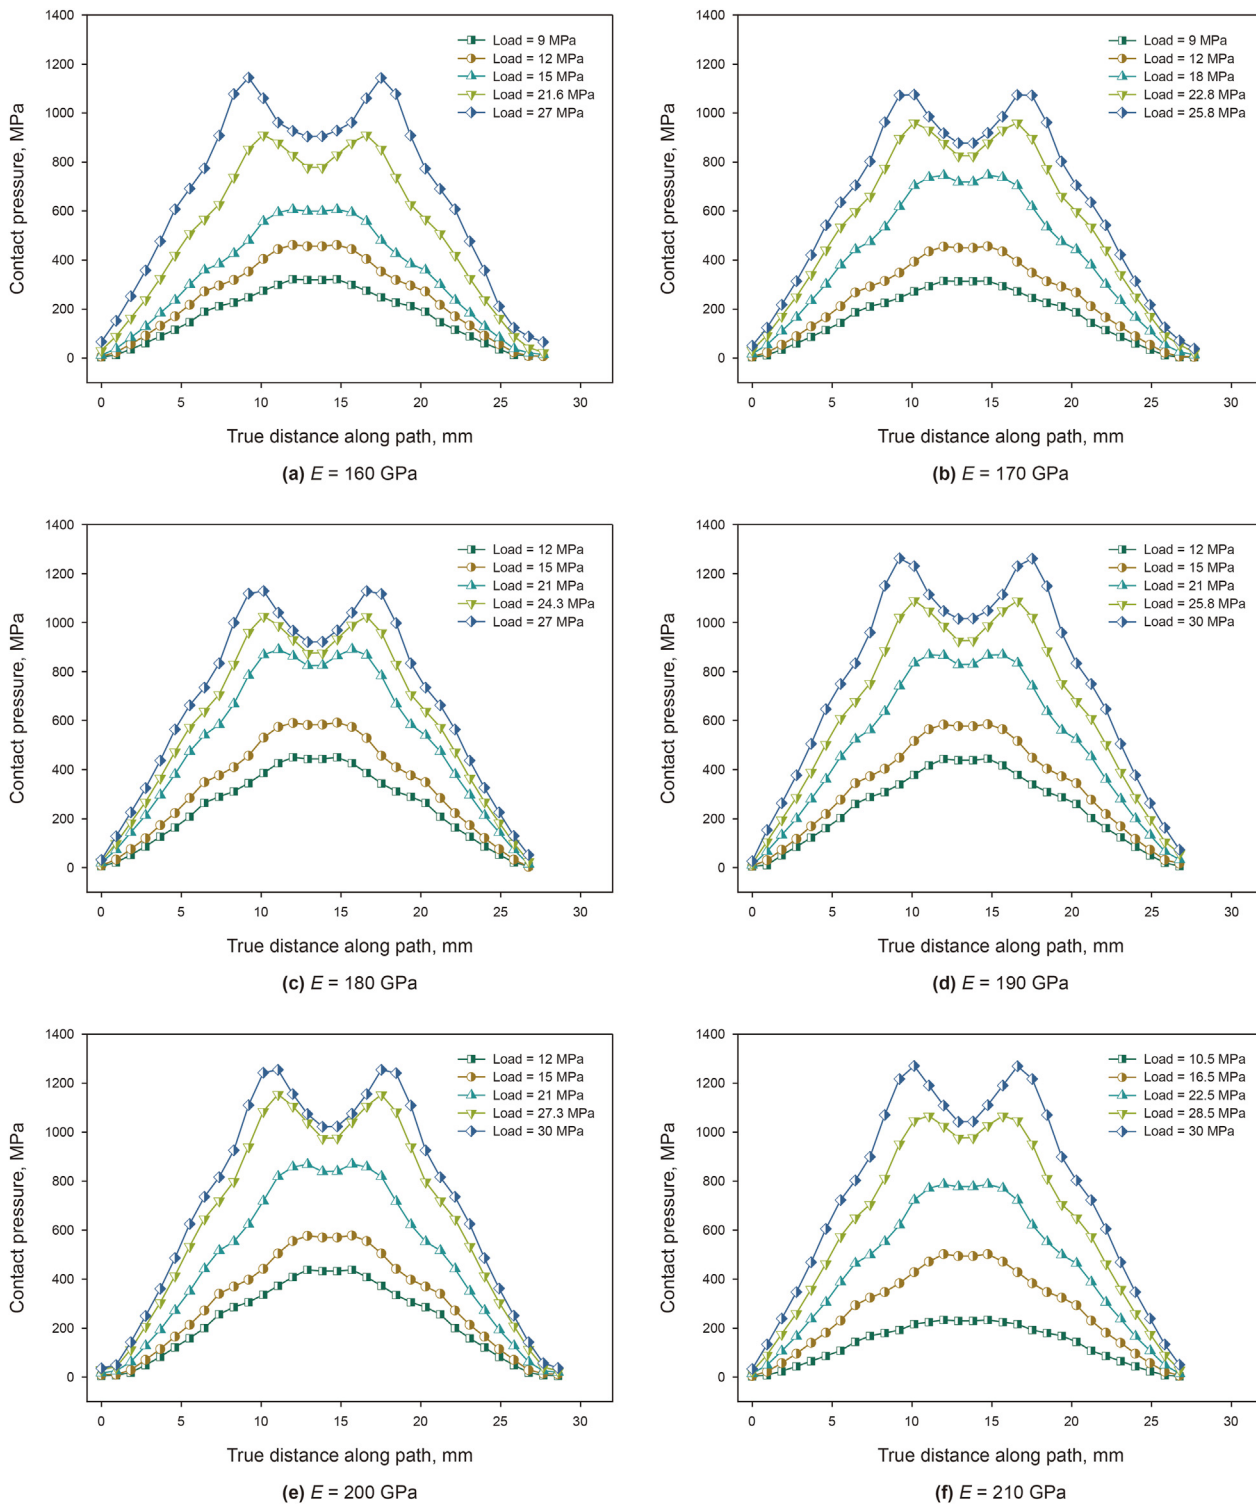 1400
1200
1000
800
600
400
200
0
Contact pressure, MPa
Load = 9 MPa
Load = 12 MPa
Load = 15 MPa
Load = 21.6 MPa
Load = 27 MPa
0 5 10 15 20 25 30
True distance along path, mm
(a) E = 160 GPa
1400
1200
1000
800
600
400
200
0
Contact pressure, MPa
Load = 9 MPa
Load = 12 MPa
Load = 18 MPa
Load = 22.8 MPa
Load = 25.8 MPa
0 5 10 15 20 25 30
True distance along path, mm
(b) E = 170 GPa
1400
1200
1000
800
600
400
200
0
Contact pressure, MPa
Load = 12 MPa
Load = 15 MPa
Load = 21 MPa
Load = 24.3 MPa
Load = 27 MPa
0 5 10 15 20 25 30
True distance along path, mm
(c) E = 180 GPa
1400
1200
1000
800
600
400
200
0
Contact pressure, MPa
Load = 12 MPa
Load = 15 MPa
Load = 21 MPa
Load = 25.8 MPa
Load = 30 MPa
0 5 10 15 20 25 30
True distance along path, mm
(d) E = 190 GPa
1400
1200
1000
800
600
400
200
0
Contact pressure, MPa
Load = 12 MPa
Load = 15 MPa
Load = 21 MPa
Load = 27.3 MPa
Load = 30 MPa
0 5 10 15 20 25 30
True distance along path, mm
(e) E = 200 GPa
1400
1200
1000
800
600
400
200
0
Contact pressure, MPa
Load = 10.5 MPa
Load = 16.5 MPa
Load = 22.5 MPa
Load = 28.5 MPa
Load = 30 MPa
0 5 10 15 20 25 30
True distance along path, mm
(f) E = 210 GPa